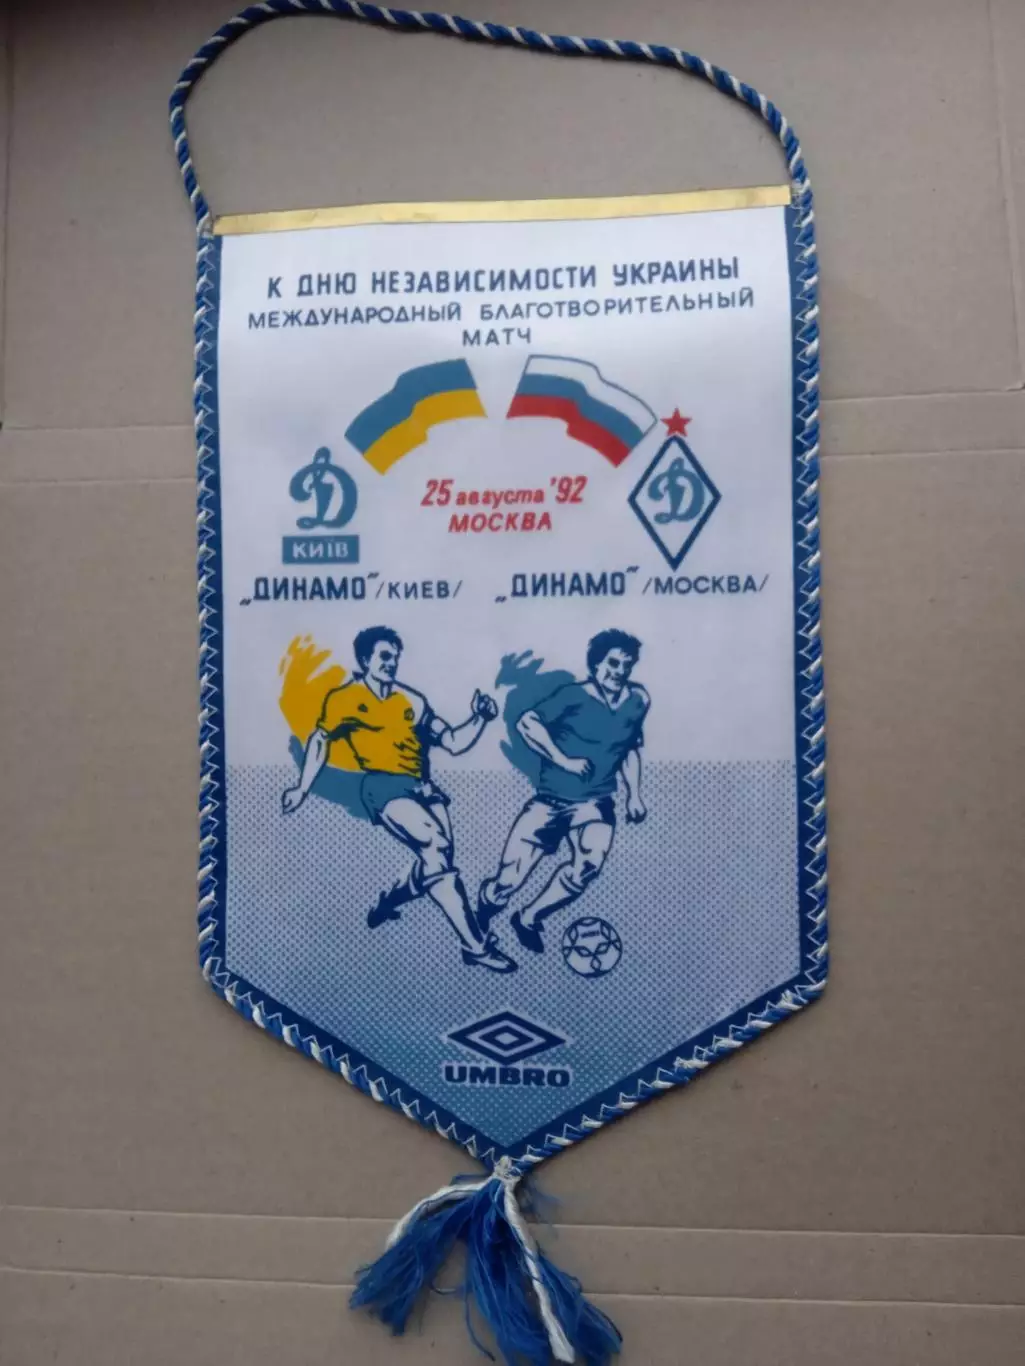 К ДНЮ НЕЗАВИСИМОСТИ УКРАИНЫ
МЕЖДУНАРОДНЫЙ БЛАГОТВОРИТЕЛЬНЫЙ
МАТЧ
25 августа '92
МОСКВА
КИЇВ
„ДИНАМО" /КИЕВ/ „ДИНАМО" /МОСКВА/
UMBRO